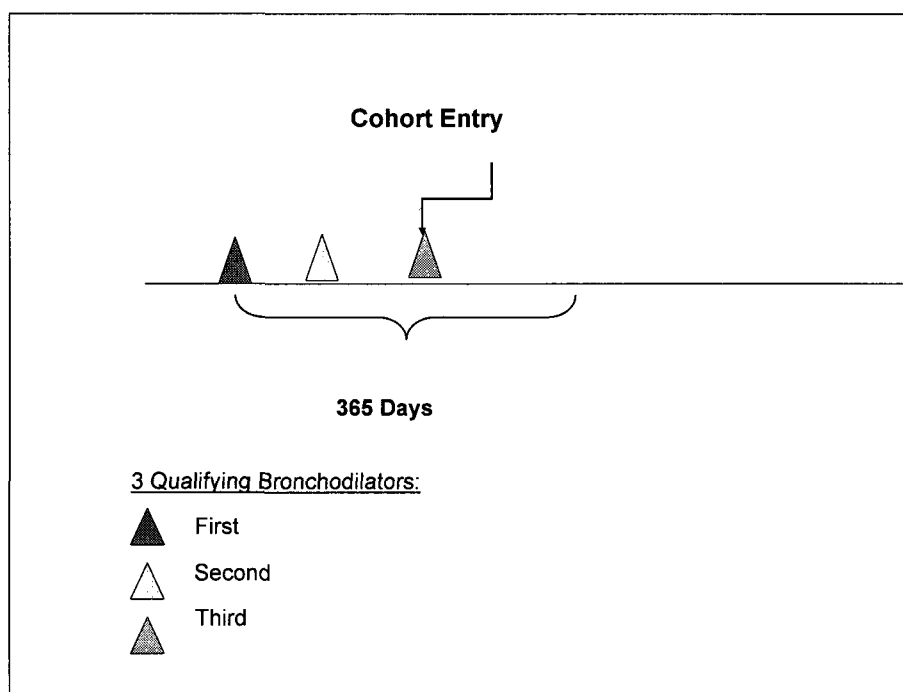 Cohort Entry
365 Days
3 Qualifying Bronchodilators:
First
Second
Third